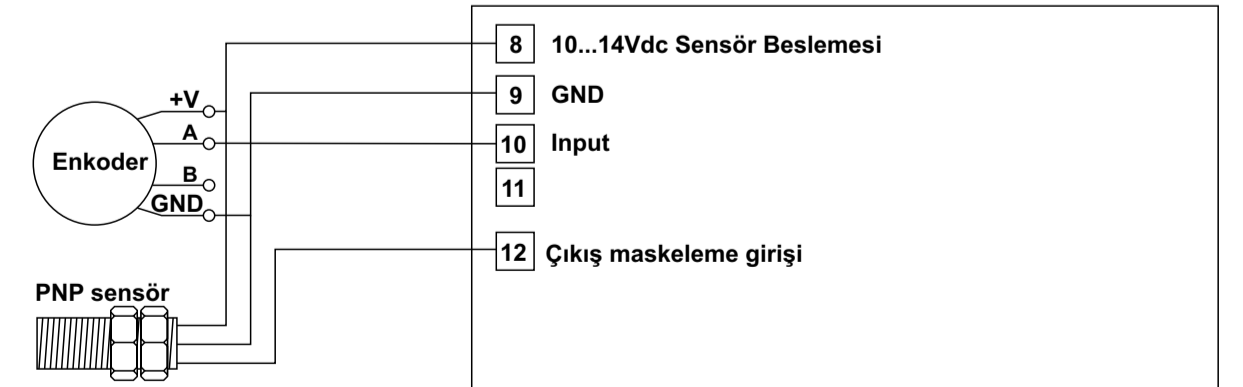 8 10...14Vdc Sensör Beslemesi
+V
9 GND
A
10 Input
Enkoder
B
11
GND
12 Çıkış maskeleme girişi
PNP sensör